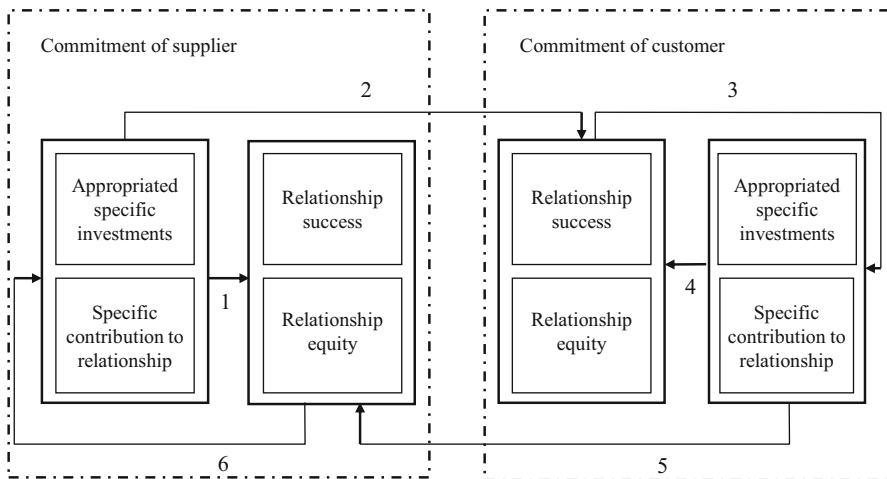 Commitment of supplier
Commitment of customer
2
3
Appropriated
specific
investments
Relationship
success
Relationship
success
Appropriated
specific
investments
1
4
Specific
contribution to
relationship
Relationship
equity
Relationship
equity
Specific
contribution to
relationship
6
5